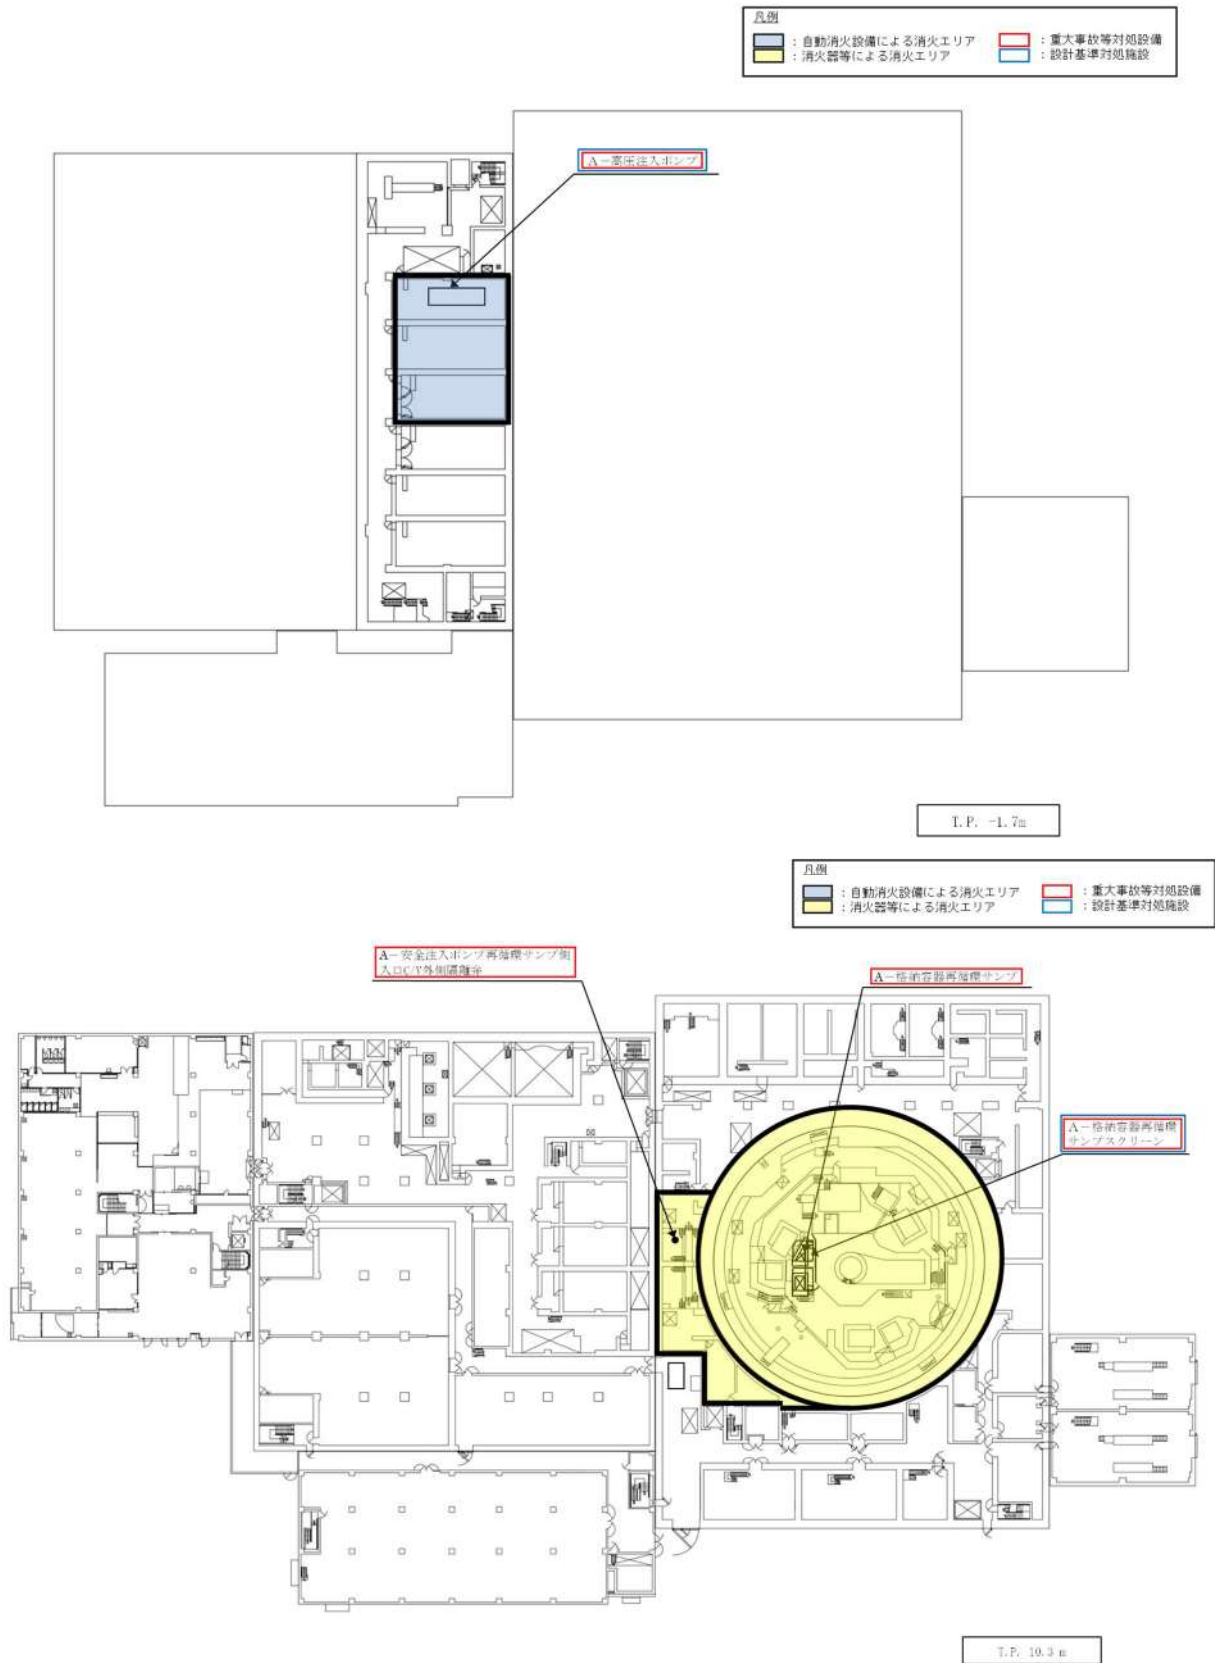 凡例
：自動消火設備による消火エリア　：重大事故等対処設備
：消火器等による消火エリア　：設計基準対処施設
A－高圧注入ポンプ
T.P. -1.7m
凡例
：自動消火設備による消火エリア　：重大事故等対処設備
：消火器等による消火エリア　：設計基準対処施設
A－安全注入ポンプ再循環サンプ側
入口C/V外側隔離弁
A－格納容器再循環サンプ
A－格納容器再循環
サンプスクリーン
T.P. 10.3 m